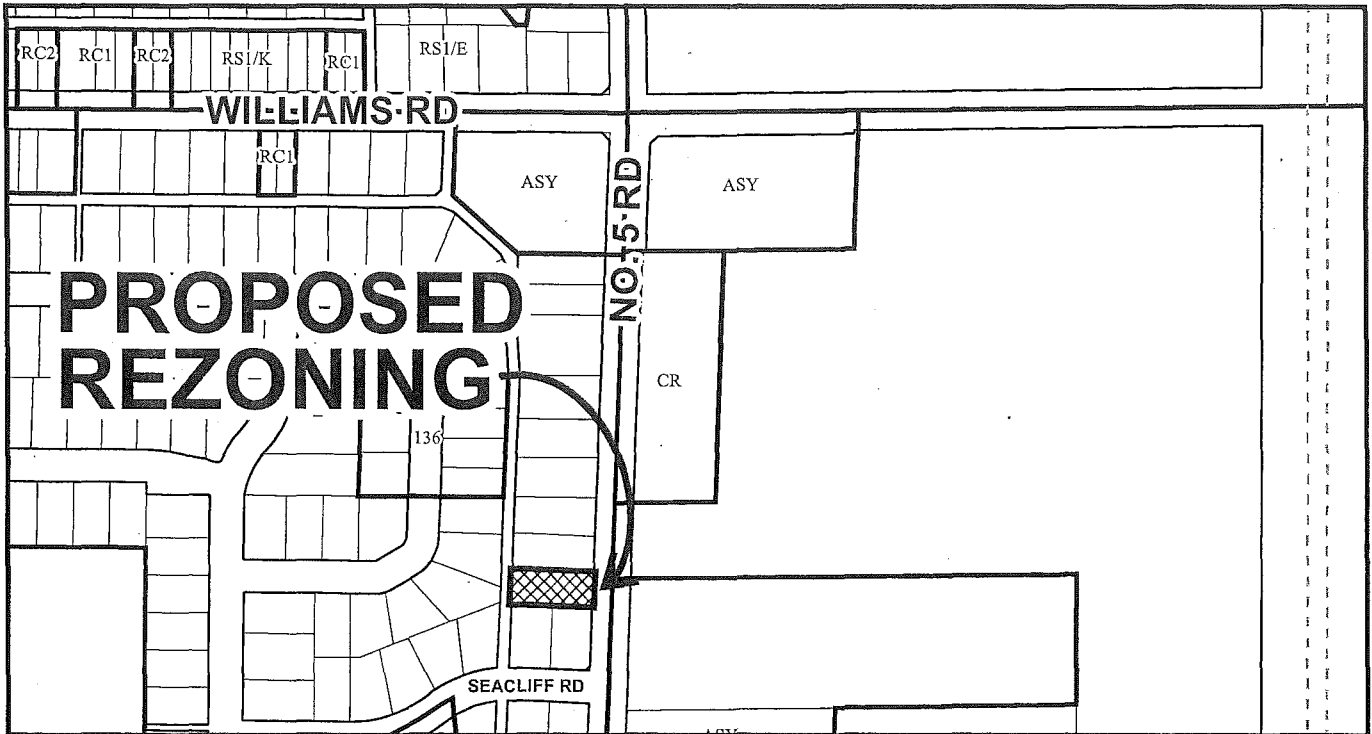 RC2
RC1
RC2
RS1/K
RC1
RS1/E
WILLIAMS RD
RC1
ASY
ASY
NO. 5 RD
PROPOSED
REZONING
CR
136
SEACLIFF RD
ASY